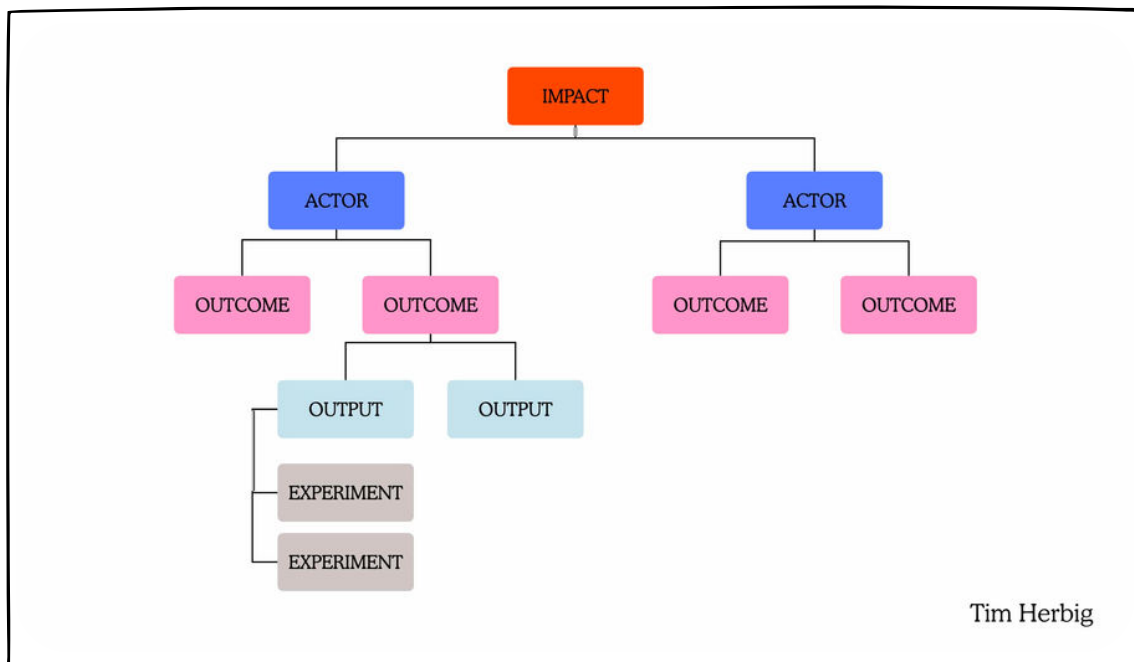 IMPACT
ACTOR
ACTOR
OUTCOME
OUTCOME
OUTCOME
OUTCOME
OUTPUT
OUTPUT
EXPERIMENT
EXPERIMENT
Tim Herbig